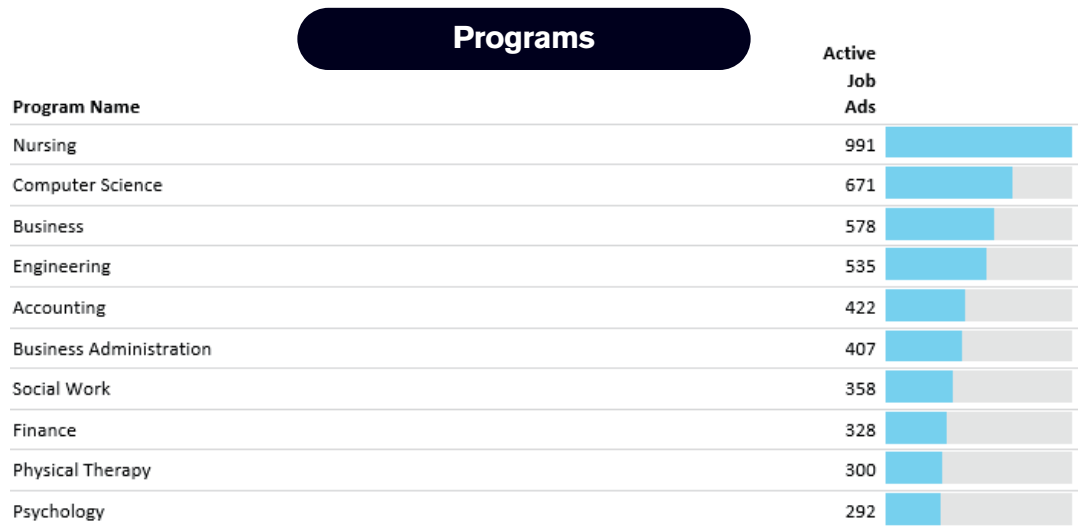 Programs
Active
Job
Program Name Ads
Nursing 991
Computer Science 671
Business 578
Engineering 535
Accounting 422
Business Administration 407
Social Work 358
Finance 328
Physical Therapy 300
Psychology 292